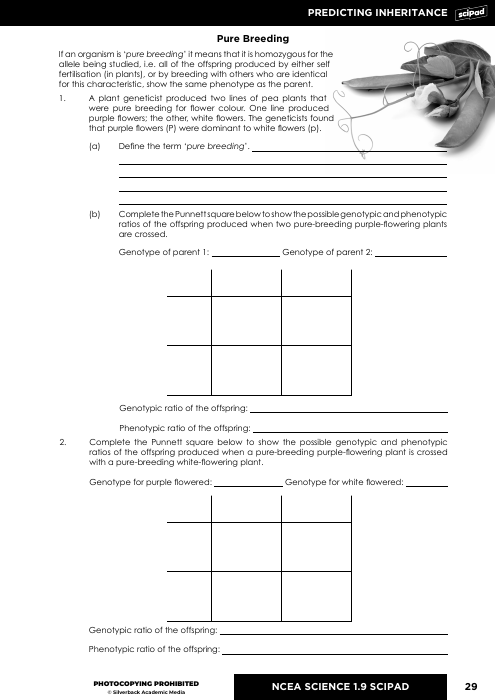 PREDICTING INHERITANCE scipad
Pure Breeding
If an organism is 'pure breeding' it means that it is homozygous for the
allele being studied, i.e. all of the offspring produced by either self
fertilisation (in plants), or by breeding with others who are identical
for this characteristic, show the same phenotype as the parent.
1. A plant geneticist produced two lines of pea plants that
were pure breeding for flower colour. One line produced
purple flowers; the other, white flowers. The geneticists found
that purple flowers (P) were dominant to white flowers (p).
(a) Define the term 'pure breeding'.
(b) Complete the Punnett square below to show the possible genotypic and phenotypic
ratios of the offspring produced when two pure-breeding purple-flowering plants
are crossed.
Genotype of parent 1: Genotype of parent 2:
Genotypic ratio of the offspring:
Phenotypic ratio of the offspring:
2. Complete the Punnett square below to show the possible genotypic and phenotypic
ratios of the offspring produced when a pure-breeding purple-flowering plant is crossed
with a pure-breeding white-flowering plant.
Genotype for purple flowered: Genotype for white flowered:
Genotypic ratio of the offspring:
Phenotypic ratio of the offspring:
PHOTOCOPYING PROHIBITED
© Silverback Academic Media
NCEA SCIENCE 1.9 SCIPAD 29